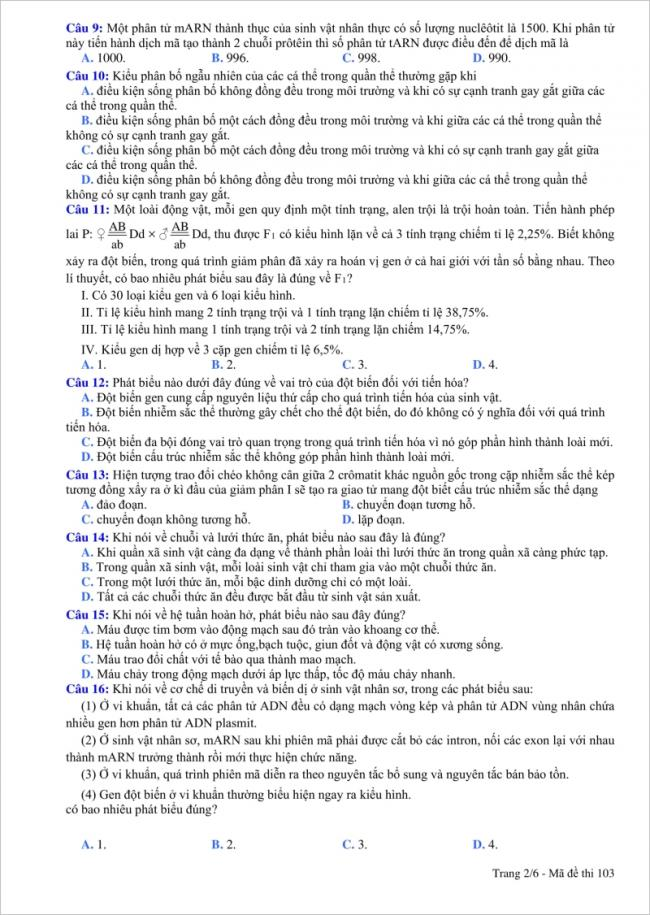 Câu 9: Một phân tử mARN thành thục của sinh vật nhân thực có số lượng nuclêôtit là 1500. Khi phân tử
này tiến hành dịch mã tạo thành 2 chuỗi prôtêin thì số phân tử tARN được điều đến để dịch mã là
A. 1000. B. 996. C. 998. D. 990.
Câu 10: Kiểu phân bố ngẫu nhiên của các cá thể trong quần thể thường gặp khi
A. điều kiện sống phân bố không đồng đều trong môi trường và khi có sự cạnh tranh gay gắt giữa các
cá thể trong quần thể.
B. điều kiện sống phân bố một cách đồng đều trong môi trường và khi giữa các cá thể trong quần thể
không có sự cạnh tranh gay gắt.
C. điều kiện sống phân bố một cách đồng đều trong môi trường và khi có sự cạnh tranh gay gắt giữa
các cá thể trong quần thể.
D. điều kiện sống phân bố không đồng đều trong môi trường và khi giữa các cá thể trong quần thể
không có sự cạnh tranh gay gắt.
Câu 11: Một loài động vật, mỗi gen quy định một tính trạng, alen trội là trội hoàn toàn. Tiến hành phép
lai P: ♀ AB/ab Dd × ♂ AB/ab Dd, thu được F1 có kiểu hình lặn về cả 3 tính trạng chiếm tỉ lệ 2,25%. Biết không
xảy ra đột biến, trong quá trình giảm phân đã xảy ra hoán vị gen ở cả hai giới với tần số bằng nhau. Theo
lí thuyết, có bao nhiêu phát biểu sau đây là đúng về F1?
I. Có 30 loại kiểu gen và 6 loại kiểu hình.
II. Tỉ lệ kiểu hình mang 2 tính trạng trội và 1 tính trạng lặn chiếm tỉ lệ 38,75%.
III. Tỉ lệ kiểu hình mang 1 tính trạng trội và 2 tính trạng lặn chiếm 14,75%.
IV. Kiểu gen dị hợp về 3 cặp gen chiếm tỉ lệ 6,5%.
A. 1. B. 2. C. 3. D. 4.
Câu 12: Phát biểu nào dưới đây đúng về vai trò của đột biến đối với tiến hóa?
A. Đột biến gen cung cấp nguyên liệu thứ cấp cho quá trình tiến hóa của sinh vật.
B. Đột biến nhiễm sắc thể thường gây chết cho thể đột biến, do đó không có ý nghĩa đối với quá trình
tiến hóa.
C. Đột biến đa bội đóng vai trò quan trọng trong quá trình tiến hóa vì nó góp phần hình thành loài mới.
D. Đột biến cấu trúc nhiễm sắc thể không góp phần hình thành loài mới.
Câu 13: Hiện tượng trao đổi chéo không cân giữa 2 crômatit khác nguồn gốc trong cặp nhiễm sắc thể kép
tương đồng xẩy ra ở kì đầu của giảm phân I sẽ tạo ra giao tử mang đột biết cấu trúc nhiễm sắc thể dạng
A. đảo đoạn. B. chuyển đoạn tương hỗ.
C. chuyển đoạn không tương hỗ. D. lặp đoạn.
Câu 14: Khi nói về chuỗi và lưới thức ăn, phát biểu nào sau đây là đúng?
A. Khi quần xã sinh vật càng đa dạng về thành phần loài thì lưới thức ăn trong quần xã càng phức tạp.
B. Trong quần xã sinh vật, mỗi loài sinh vật chỉ tham gia vào một chuỗi thức ăn.
C. Trong một lưới thức ăn, mỗi bậc dinh dưỡng chỉ có một loài.
D. Tất cả các chuỗi thức ăn đều được bắt đầu từ sinh vật sản xuất.
Câu 15: Khi nói về hệ tuần hoàn hở, phát biểu nào sau đây đúng?
A. Máu được tim bơm vào động mạch sau đó tràn vào khoang cơ thể.
B. Hệ tuần hoàn hở có ở mực ống,bạch tuộc, giun đốt và động vật có xương sống.
C. Máu trao đổi chất với tế bào qua thành mao mạch.
D. Máu chảy trong động mạch dưới áp lực thấp, tốc độ máu chảy nhanh.
Câu 16: Khi nói về cơ chế di truyền và biến dị ở sinh vật nhân sơ, trong các phát biểu sau:
(1) Ở vi khuẩn, tất cả các phân tử ADN đều có dạng mạch vòng kép và phân tử ADN vùng nhân chứa
nhiều gen hơn phân tử ADN plasmit.
(2) Ở sinh vật nhân sơ, mARN sau khi phiên mã phải được cắt bỏ các intron, nối các exon lại với nhau
thành mARN trưởng thành rồi mới thực hiện chức năng.
(3) Ở vi khuẩn, quá trình phiên mã diễn ra theo nguyên tắc bổ sung và nguyên tắc bán bảo tồn.
(4) Gen đột biến ở vi khuẩn thường biểu hiện ngay ra kiểu hình.
có bao nhiêu phát biểu đúng?
A. 1. B. 2. C. 3. D. 4.
Trang 2/6 - Mã đề thi 103